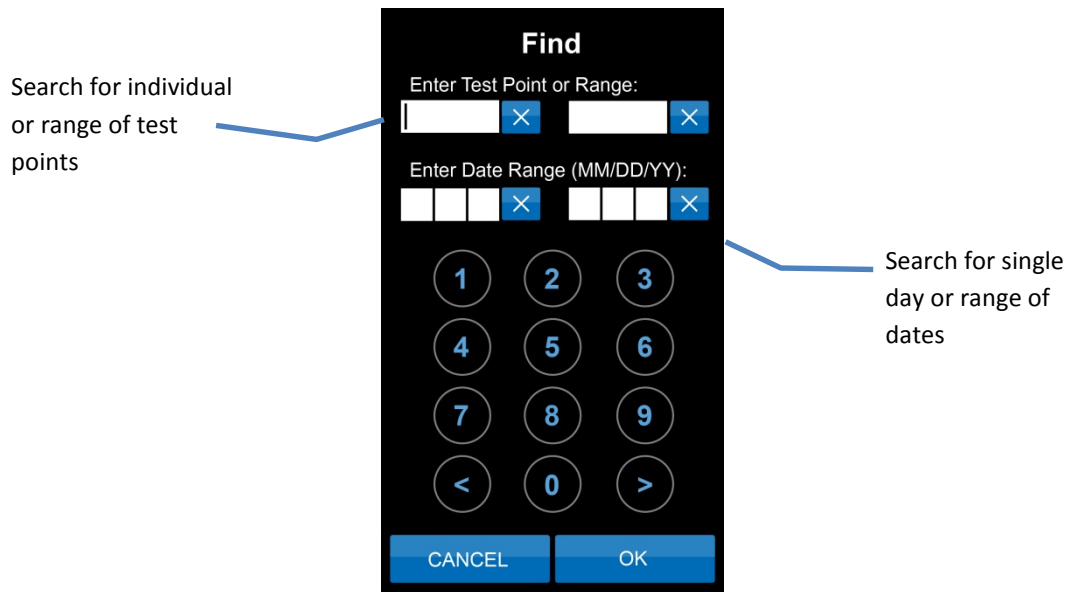 Find
Search for individual
or range of test
points
Enter Test Point or Range:
Enter Date Range (MM/DD/YY):
Search for single
day or range of
dates
1 2 3
4 5 6
7 8 9
< 0 >
CANCEL OK